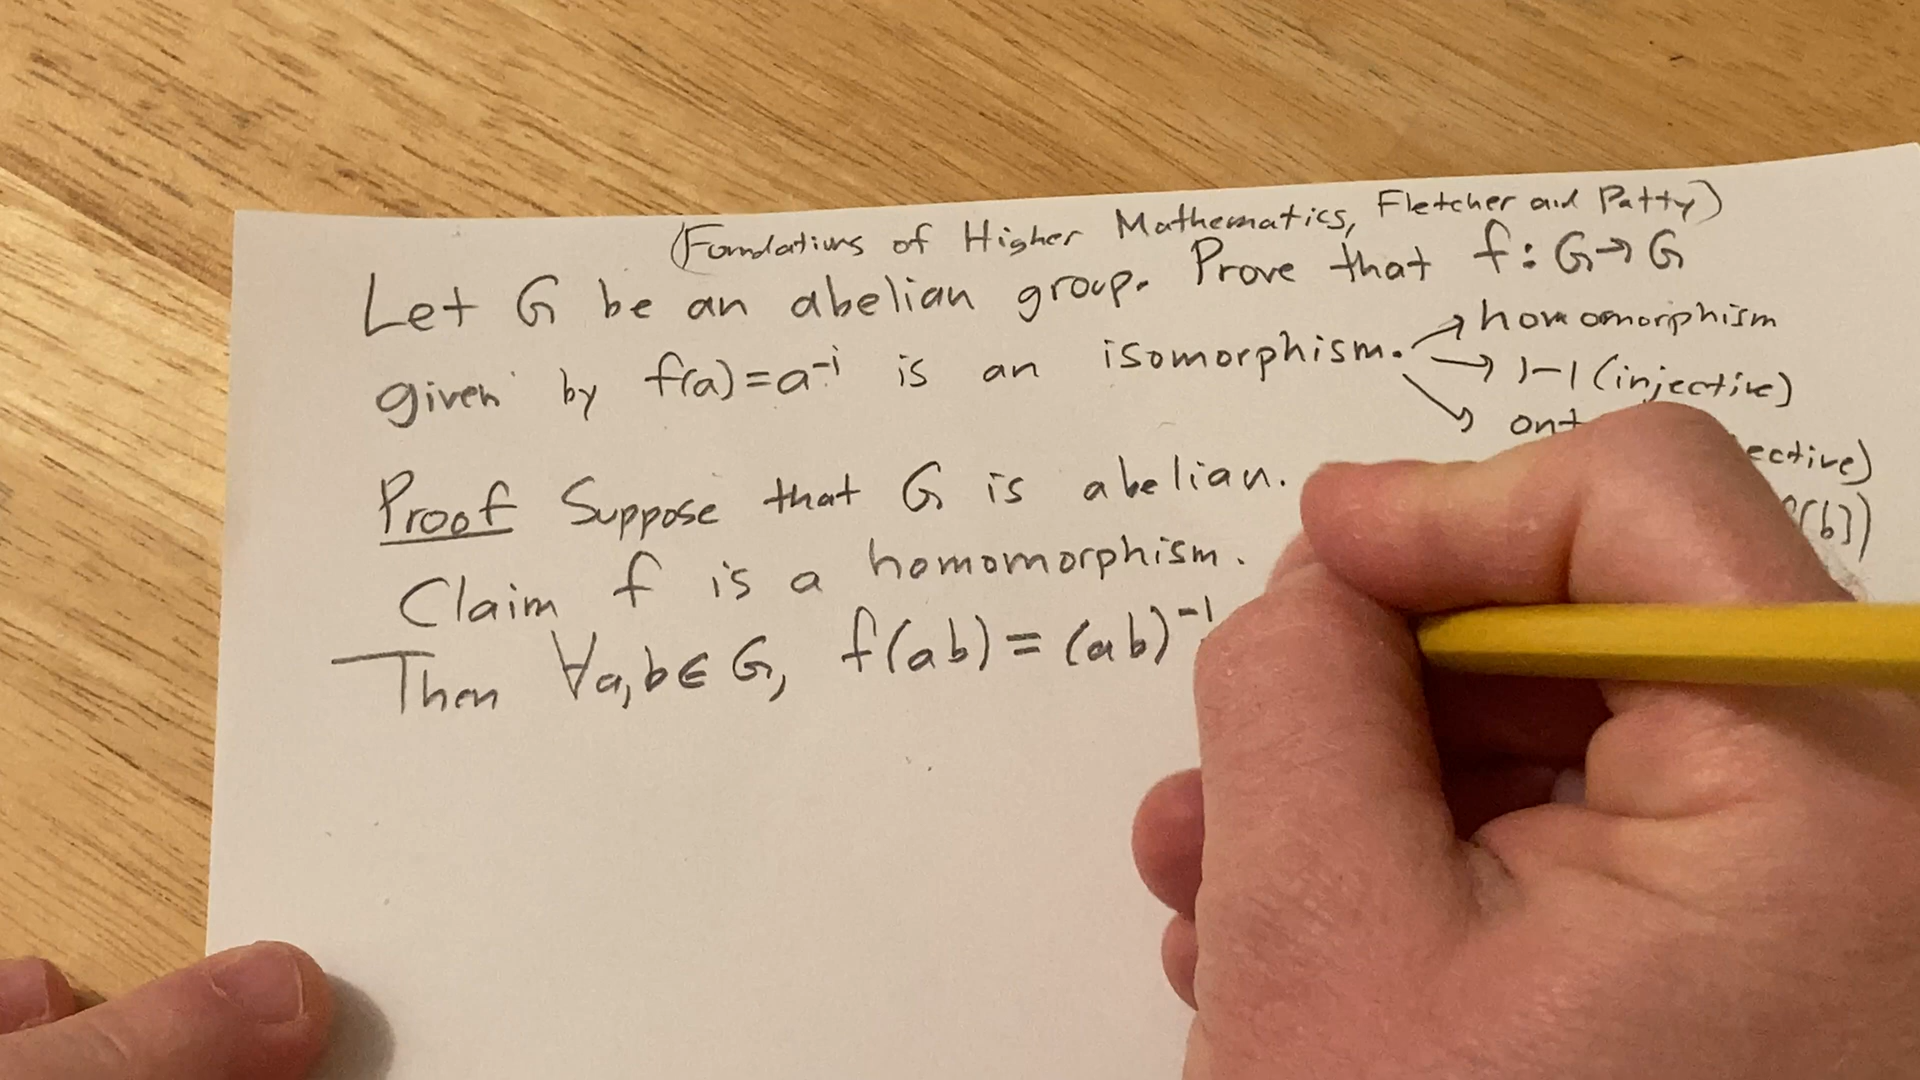 (Foundations of Higher Mathematics, Fletcher and Patty)
Let G be an abelian group. Prove that f: G→G
given by f(a)=a⁻¹ is an isomorphism. → homomorphism
→ 1-1 (injective)
→
Proof Suppose that G is abelian.
Claim f is a homomorphism.
Then ∀a,b∈G, f(ab) = (ab)⁻¹